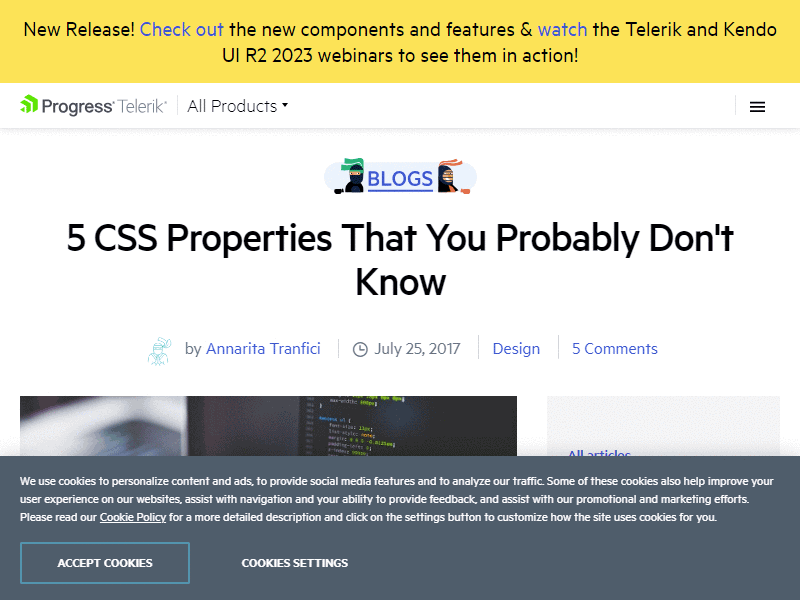 New Release! Check out the new components and features & watch the Telerik and Kendo
UI R2 2023 webinars to see them in action!
Progress Telerik All Products
BLOGS
5 CSS Properties That You Probably Don't
Know
by Annarita Tranfici July 25, 2017 Design 5 Comments
All articles
We use cookies to personalize content and ads, to provide social media features and to analyze our traffic. Some of these cookies also help improve your
user experience on our websites, assist with navigation and your ability to provide feedback, and assist with our promotional and marketing efforts.
Please read our Cookie Policy for a more detailed description and click on the settings button to customize how the site uses cookies for you.
ACCEPT COOKIES COOKIES SETTINGS